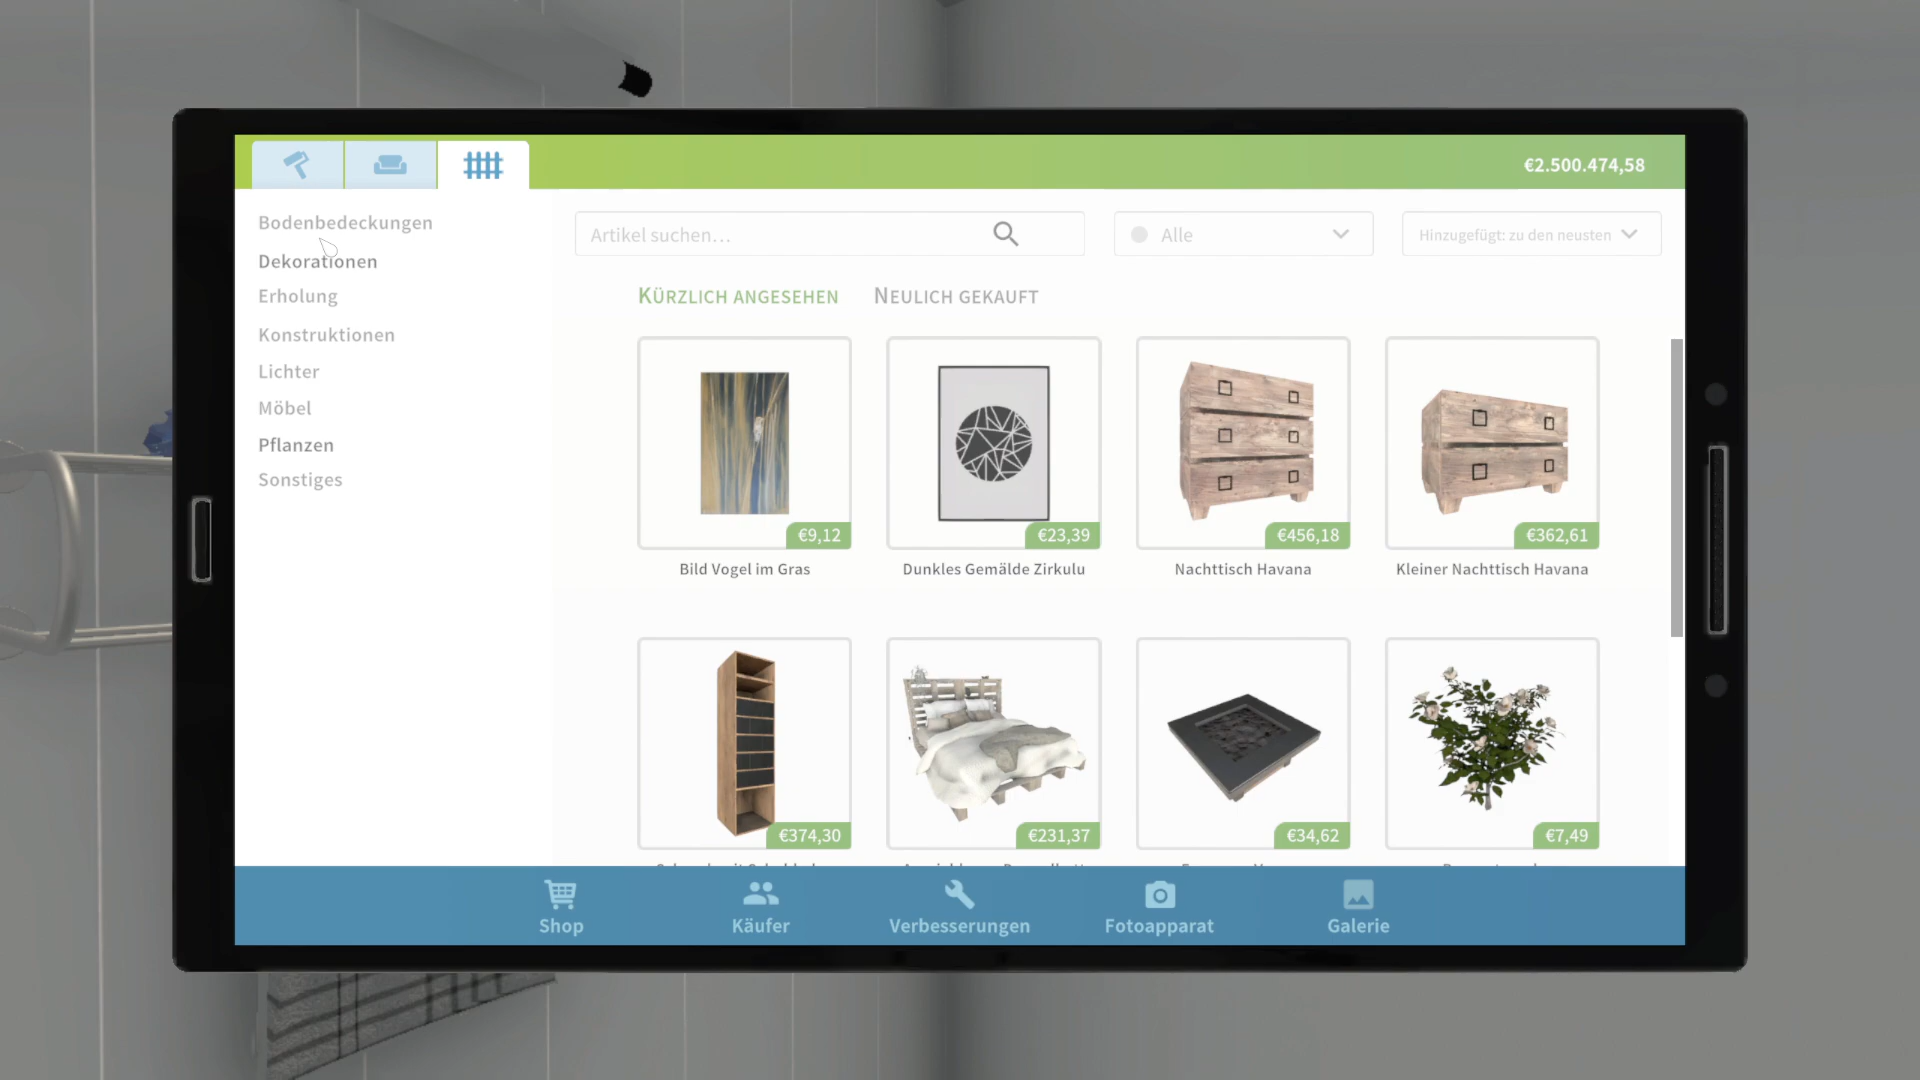 €2.500.474,58
Bodenbedeckungen
Dekorationen
Erholung
Konstruktionen
Lichter
Möbel
Pflanzen
Sonstiges
Artikel suchen...
Alle
Hinzugefügt: zu den neusten
KÜRZLICH ANGESEHEN
NEULICH GEKAUFT
€9,12
€23,39
€456,18
€362,61
Bild Vogel im Gras
Dunkles Gemälde Zirkulu
Nachttisch Havana
Kleiner Nachttisch Havana
€374,30
€231,37
€34,62
€7,49
Shop
Käufer
Verbesserungen
Fotoapparat
Galerie